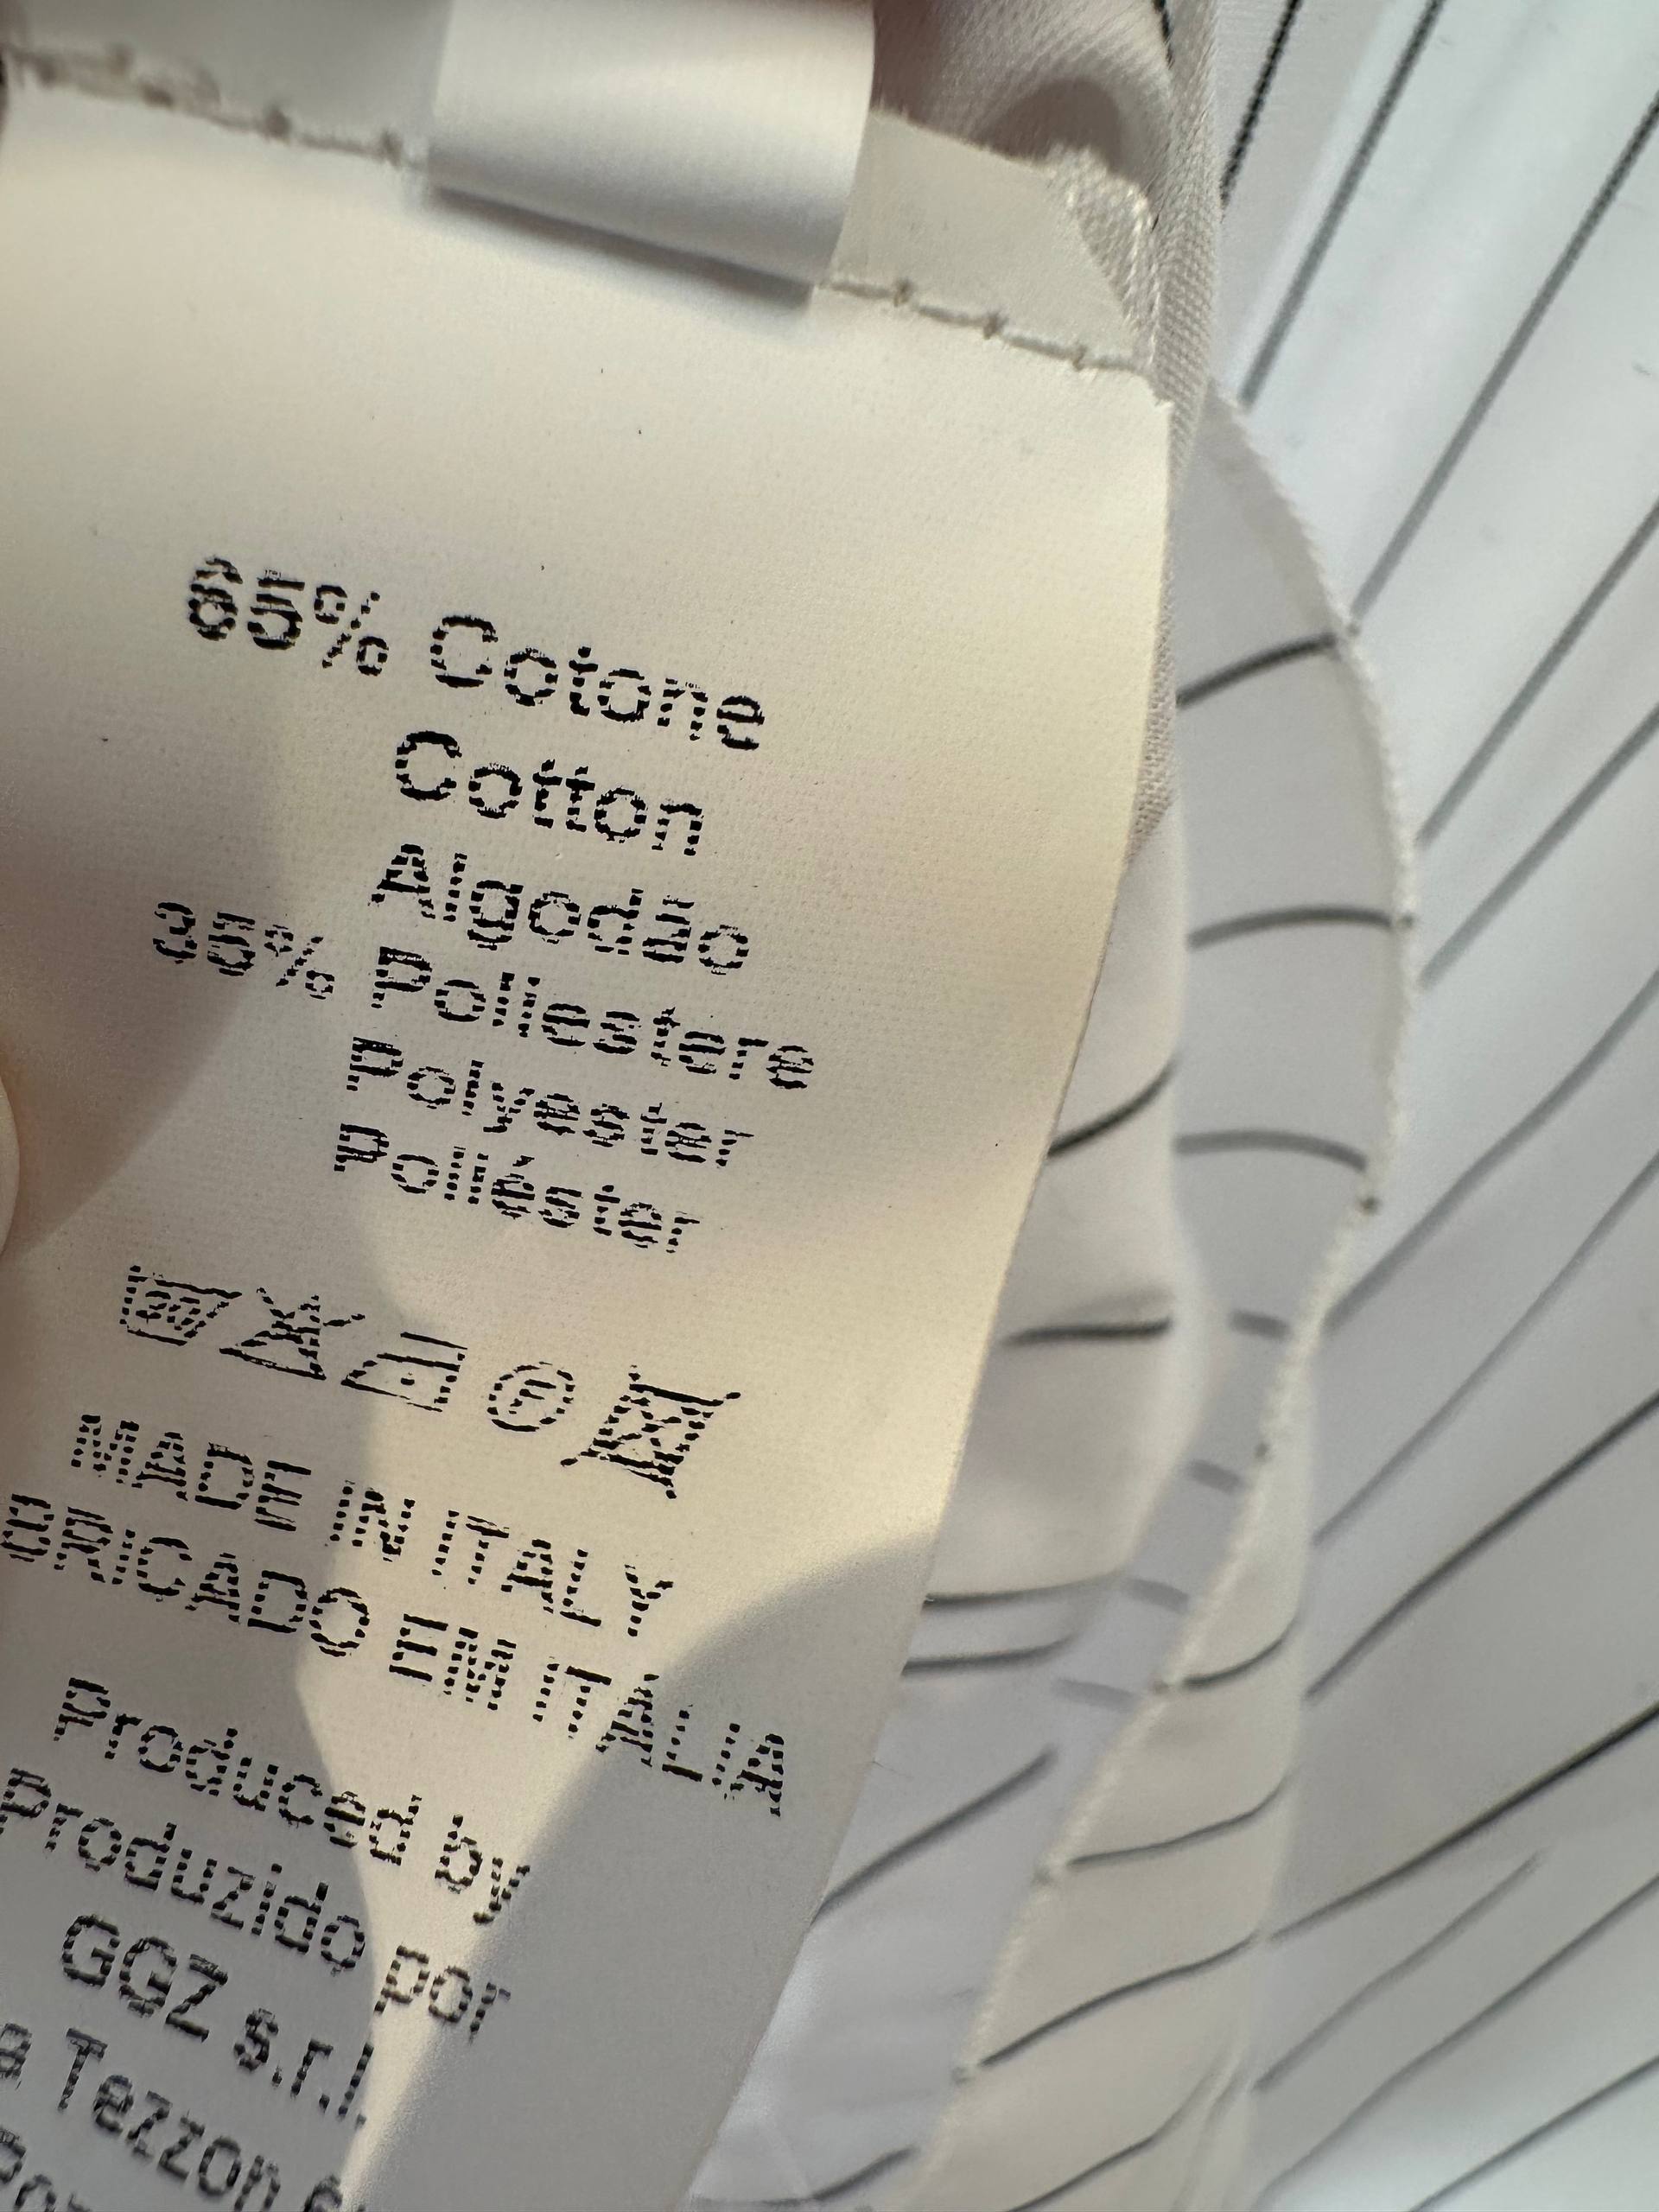 65% Cotone
Cotton
Algodão
35% Poliestere
Polyester
Poliéster
MADE IN ITALY
BRICADO EM ITALIA
Produced by
Produzido por
GGZ s.r.l.
Tezzon